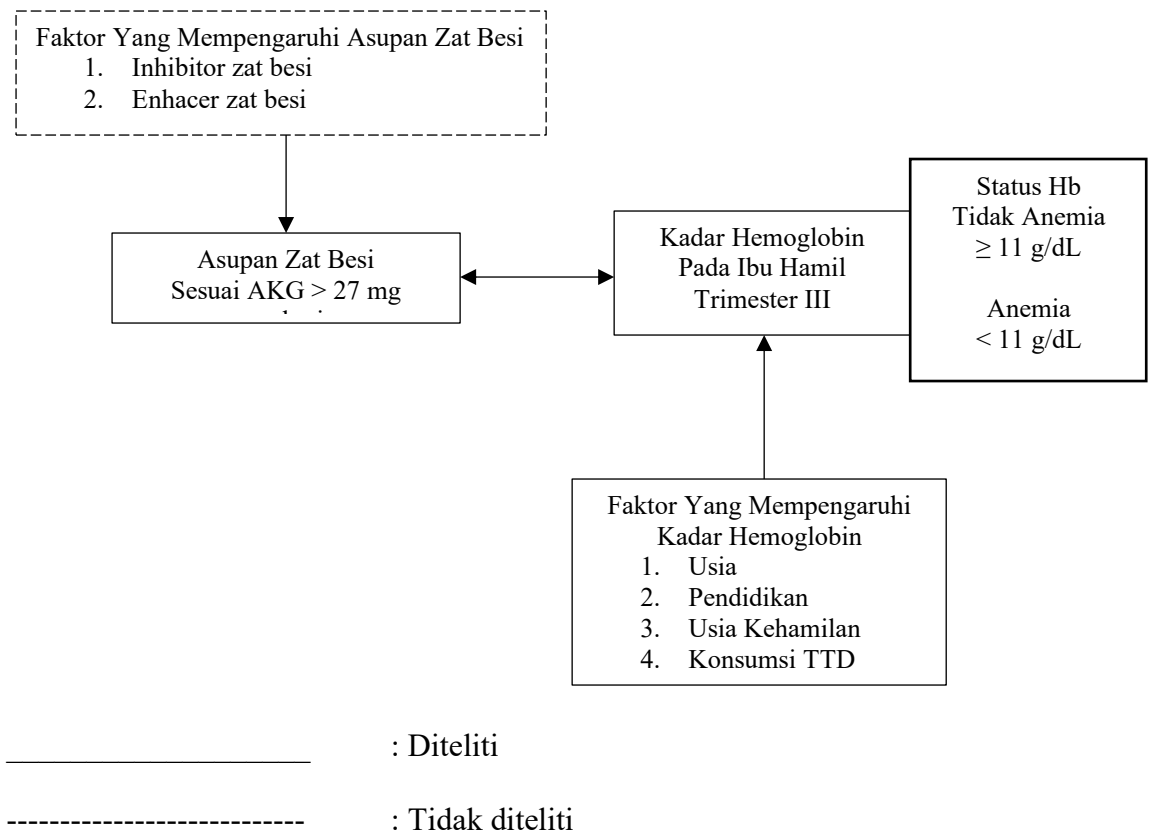 Faktor Yang Mempengaruhi Asupan Zat Besi
1. Inhibitor zat besi
2. Enhacer zat besi
Asupan Zat Besi
Sesuai AKG > 27 mg
Kadar Hemoglobin
Pada Ibu Hamil
Trimester III
Status Hb
Tidak Anemia
≥ 11 g/dL
Anemia
< 11 g/dL
Faktor Yang Mempengaruhi
Kadar Hemoglobin
1. Usia
2. Pendidikan
3. Usia Kehamilan
4. Konsumsi TTD
: Diteliti
: Tidak diteliti